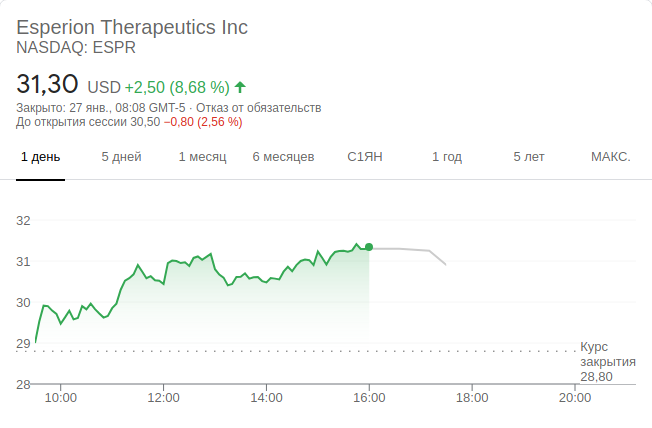 Esperion Therapeutics Inc
NASDAQ: ESPR
31,30 USD +2,50 (8,68 %)
Закрыто: 27 янв., 08:08 GMT-5 · Отказ от обязательств
До открытия сессии 30,50 −0,80 (2,56 %)
1 день 5 дней 1 месяц 6 месяцев С1ЯН 1 год 5 лет МАКС.
32
31
30
29
Курс
закрытия
28,80
28
10:00 12:00 14:00 16:00 18:00 20:00